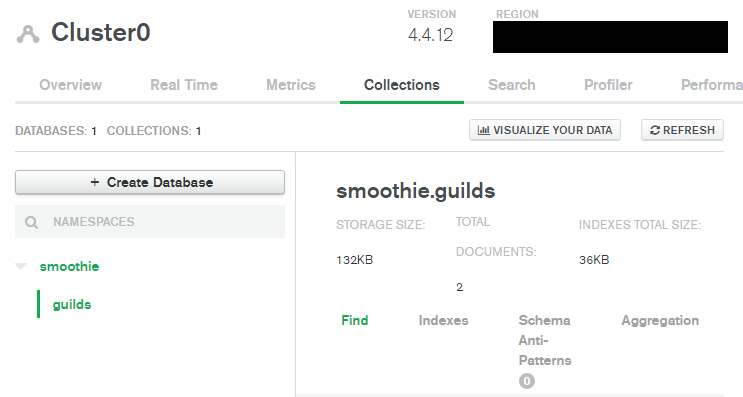 Cluster0
VERSION
4.4.12
REGION
Overview Real Time Metrics Collections Search Profiler Performa
DATABASES: 1 COLLECTIONS: 1
VISUALIZE YOUR DATA
REFRESH
+ Create Database
NAMESPACES
smoothie
guilds
smoothie.guilds
STORAGE SIZE:
132KB
TOTAL
DOCUMENTS:
2
INDEXES TOTAL SIZE:
36KB
Find
Indexes
Schema
Anti-
Patterns
0
Aggregation